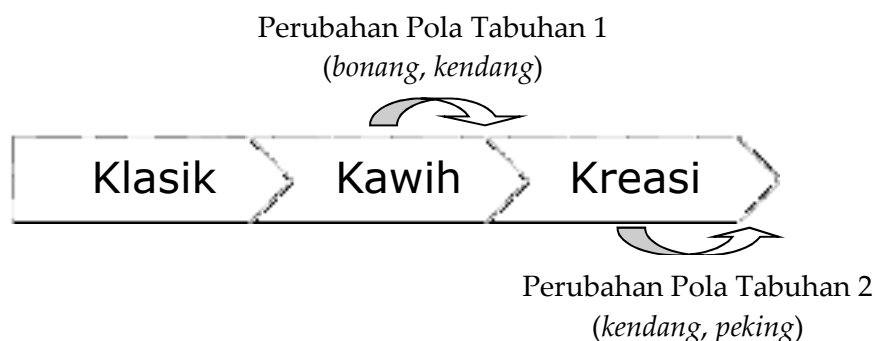 Perubahan Pola Tabuhan 1
(bonang, kendang)
Klasik Kawih Kreasi
Perubahan Pola Tabuhan 2
(kendang, peking)